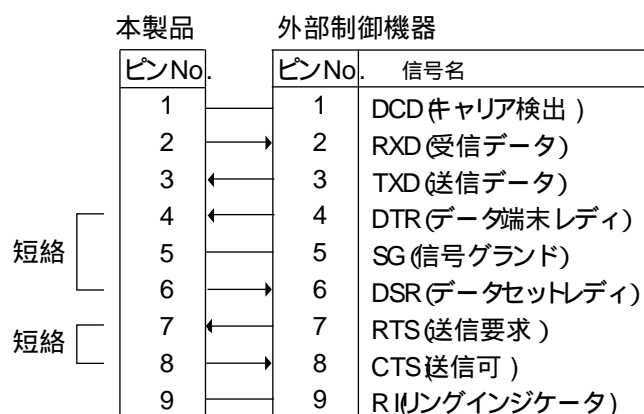 本製品 外部制御機器
ピンNo. ピンNo. 信号名
1 1 DCD(キャリア検出)
2 2 RXD(受信データ)
3 3 TXD(送信データ)
4 4 DTR(データ端末レディ)
短絡 5 5 SG(信号グランド)
6 6 DSR(データセットレディ)
7 7 RTS(送信要求)
短絡
8 8 CTS(送信可)
9 9 RI(リングインジケータ)